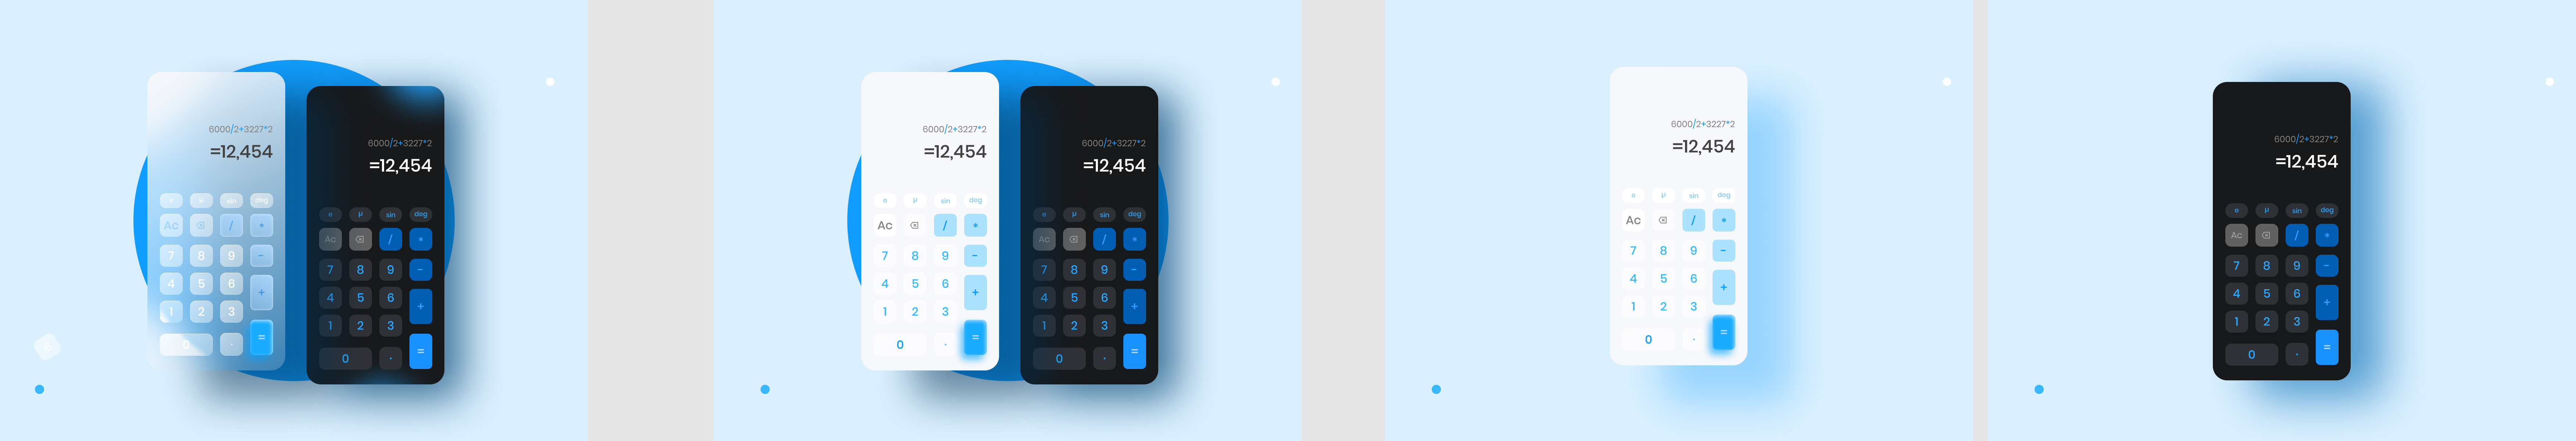 6000/2+3227*2
=12,454
e μ sin deg
Ac / *
7 8 9 -
4 5 6 +
1 2 3
0 . =
6000/2+3227*2
=12,454
e μ sin deg
Ac / *
7 8 9 -
4 5 6 +
1 2 3
0 . =
6000/2+3227*2
=12,454
e μ sin deg
Ac / *
7 8 9 -
4 5 6 +
1 2 3
0 . =
6000/2+3227*2
=12,454
e μ sin deg
Ac / *
7 8 9 -
4 5 6 +
1 2 3
0 . =
6000/2+3227*2
=12,454
e μ sin deg
Ac / *
7 8 9 -
4 5 6 +
1 2 3
0 . =
6000/2+3227*2
=12,454
e μ sin deg
Ac / *
7 8 9 -
4 5 6 +
1 2 3
0 . =